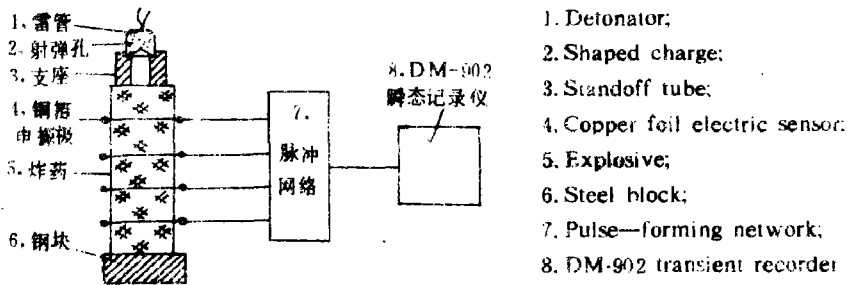 1. 雷管
2. 射弹孔
3. 支座
4. 铜箔
电探极
5. 炸药
6. 钢块
7.
脉冲
网络
8. DM-902
瞬态记录仪
1. Detonator;
2. Shaped charge;
3. Standoff tube;
4. Copper foil electric sensor;
5. Explosive;
6. Steel block;
7. Pulse—forming network;
8. DM-902 transient recorder